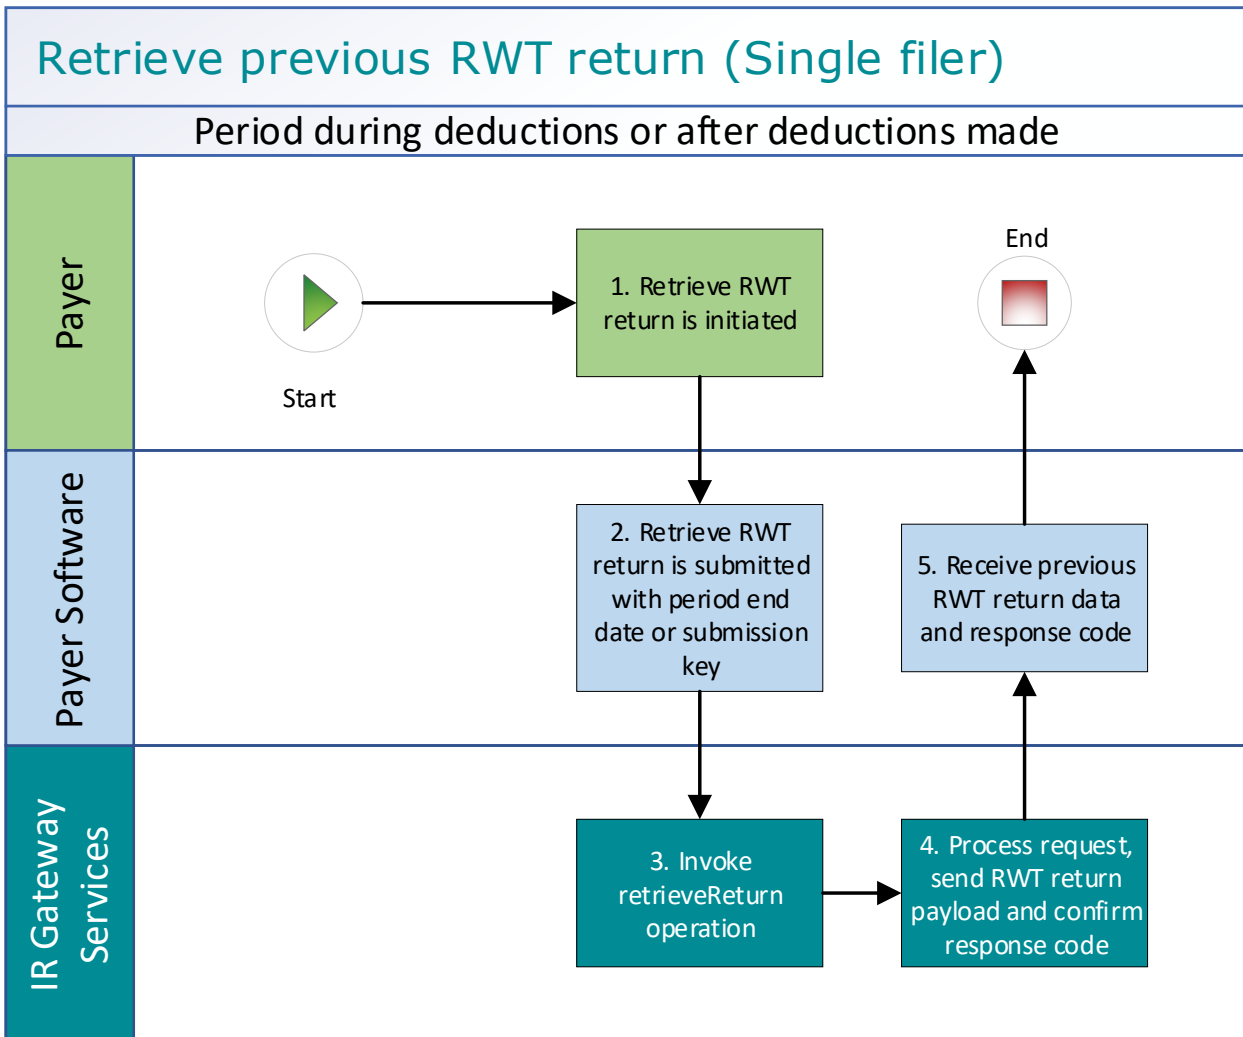 Retrieve previous RWT return (Single filer)
Period during deductions or after deductions made
Payer
Start
1. Retrieve RWT
return is initiated
End
Payer Software
2. Retrieve RWT
return is submitted
with period end
date or submission
key
5. Receive previous
RWT return data
and response code
IR Gateway
Services
3. Invoke
retrieveReturn
operation
4. Process request,
send RWT return
payload and confirm
response code